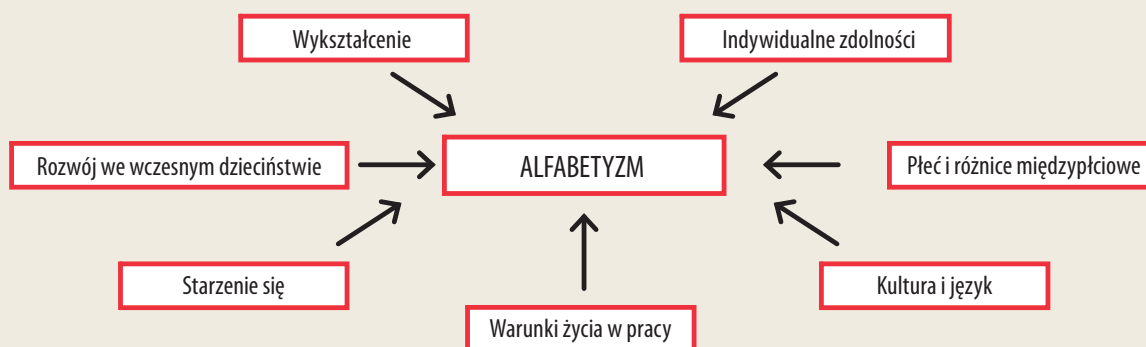 Wykształcenie
Indywidualne zdolności
Rozwój we wczesnym dzieciństwie
ALFABETYZM
Płeć i różnice międzypłciowe
Starzenie się
Kultura i język
Warunki życia w pracy